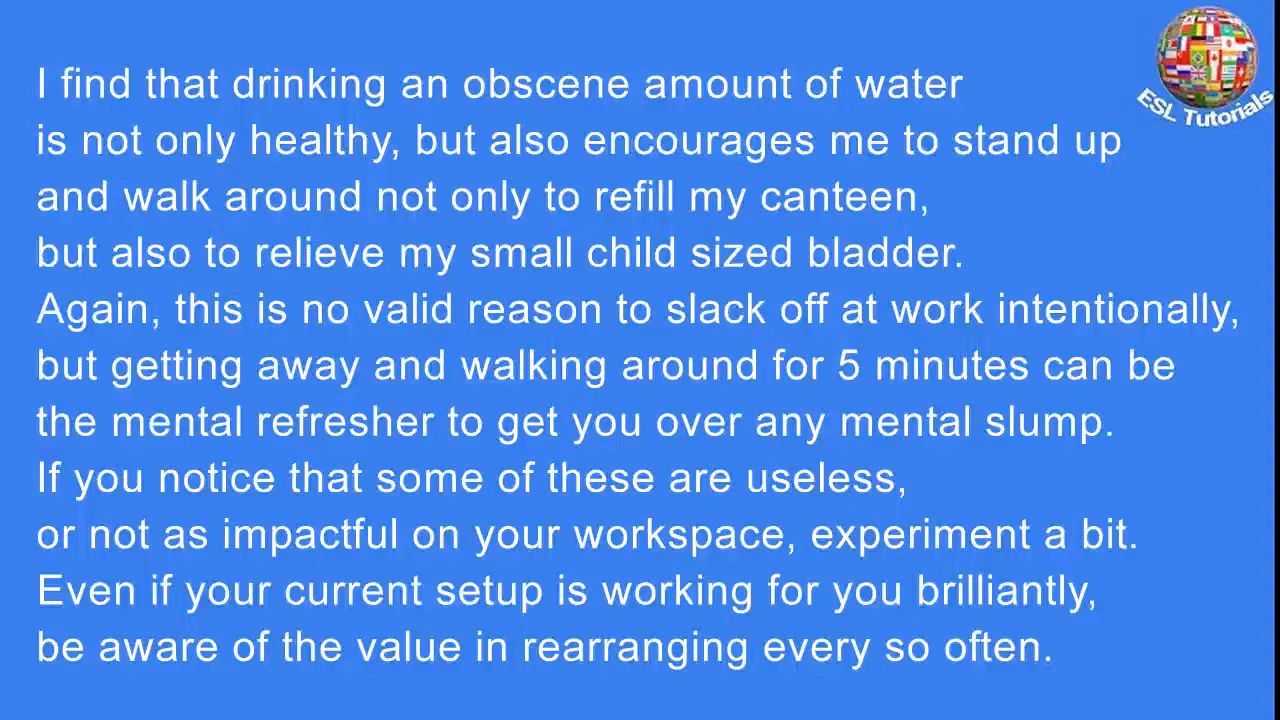 I find that drinking an obscene amount of water
is not only healthy, but also encourages me to stand up
and walk around not only to refill my canteen,
but also to relieve my small child sized bladder.
Again, this is no valid reason to slack off at work intentionally,
but getting away and walking around for 5 minutes can be
the mental refresher to get you over any mental slump.
If you notice that some of these are useless,
or not as impactful on your workspace, experiment a bit.
Even if your current setup is working for you brilliantly,
be aware of the value in rearranging every so often.
ESL Tutorials